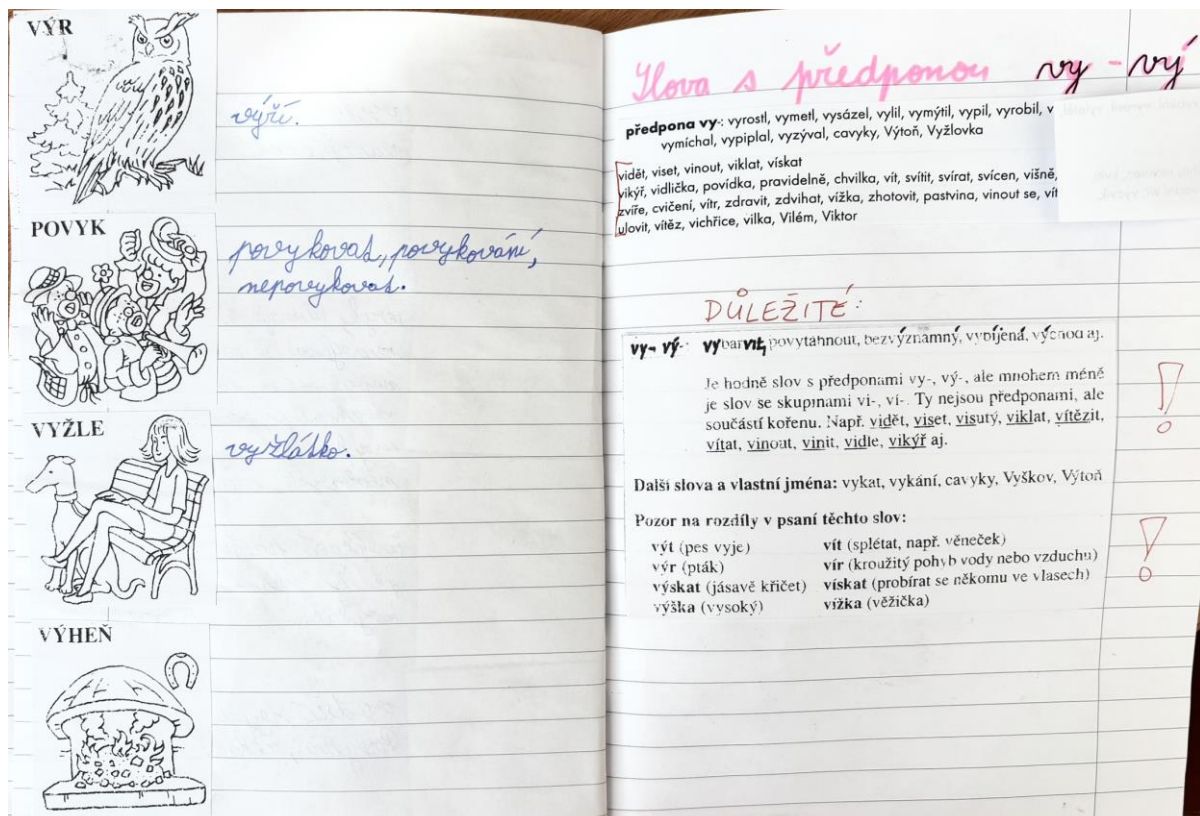 VÝR
výří.
POVYK
povykovat, povykování,
nepovykovat.
VYŽLE
vyžlátko.
VÝHEŇ
Slova s předponou vy - vý
předpona vy-: vyrostl, vymetl, vysázel, vylil, vymýtil, vypil, vyrobil, v
vymíchal, vypiplal, vyzýval, cavyky, Výtoň, Vyžlovka
vidět, viset, vinout, viklat, vískat
vikýř, vidlička, povídka, pravidelně, chvilka, vít, svítit, svírat, svícen, višně,
zvíře, cvičení, vítr, zdravit, zdvihat, vížka, zhotovit, pastvina, vinout se, vít
ulovit, vítěz, vichřice, vilka, Vilém, Viktor
DŮLEŽITÉ:
vy- vý-: vybarvit, povytáhnout, bezvýznamný, vybíjená, východ aj.
Je hodně slov s předponami vy-, vý-, ale mnohem méně
je slov se skupinami vi-, ví-. Ty nejsou předponami, ale
součástí kořenu. Např. vidět, viset, visutý, viklat, vítězit,
vítat, vinout, vinit, vidle, vikýř aj.
!
Další slova a vlastní jména: vykat, vykání, cavyky, Vyškov, Výtoň
Pozor na rozdíly v psaní těchto slov:
výt (pes vyje) vít (splétat, např. věneček)
výr (pták) vír (kroužitý pohyb vody nebo vzduchu)
výskat (jásavě křičet) vískat (probírat se někomu ve vlasech)
výška (vysoký) vížka (věžička)
!